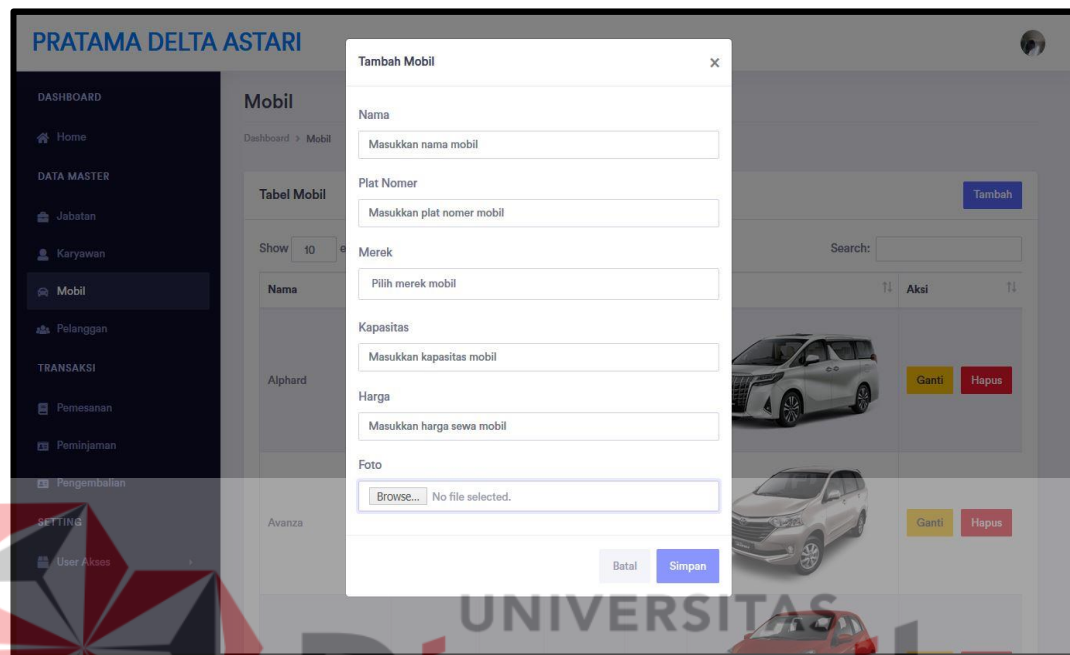 PRATAMA DELTA ASTARI
DASHBOARD
Home
DATA MASTER
Jabatan
Karyawan
Mobil
Pelanggan
TRANSAKSI
Pemesanan
Peminjaman
Pengembalian
SETTING
User Akses
Mobil
Dashboard > Mobil
Tabel Mobil
Tambah
Show 10 e
Search:
Nama
Aksi
Alphard
Ganti Hapus
Avanza
Ganti Hapus
Tambah Mobil ×
Nama
Masukkan nama mobil
Plat Nomer
Masukkan plat nomer mobil
Merek
Pilih merek mobil
Kapasitas
Masukkan kapasitas mobil
Harga
Masukkan harga sewa mobil
Foto
Browse... No file selected.
Batal Simpan
UNIVERSITAS